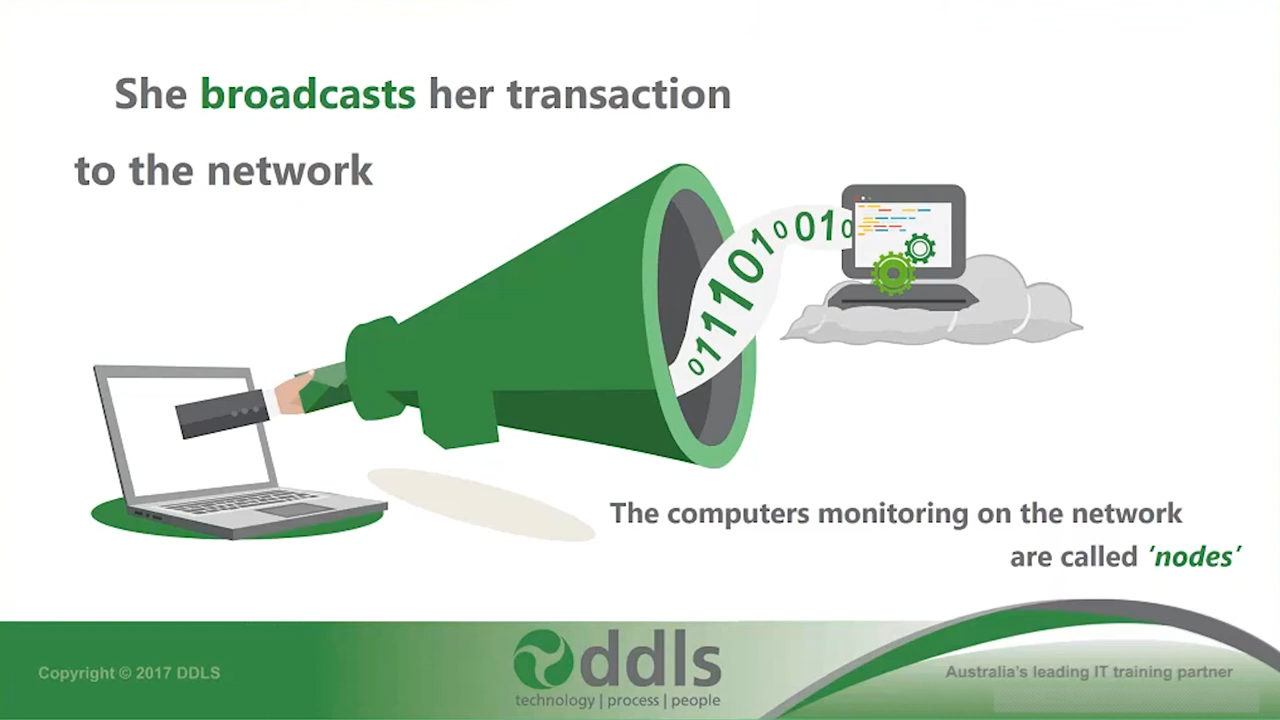 She broadcasts her transaction
to the network
01110100010
The computers monitoring on the network
are called ‘nodes’
Copyright © 2017 DDLS
ddls
technology | process | people
Australia's leading IT training partner